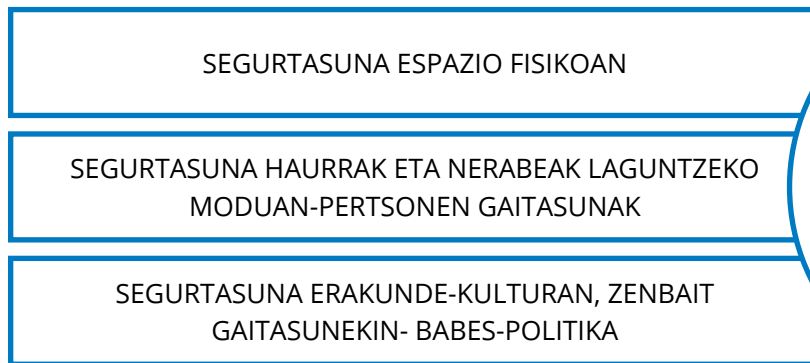 SEGURTASUNA ESPAZIO FISIKOAN
SEGURTASUNA HAURRAK ETA NERABEAK LAGUNTZEKO
MODUAN-PERTSONEN GAITASUNAK
SEGURTASUNA ERAKUNDE-KULTURAN, ZENBAIT
GAITASUNEKIN- BABES-POLITIKA